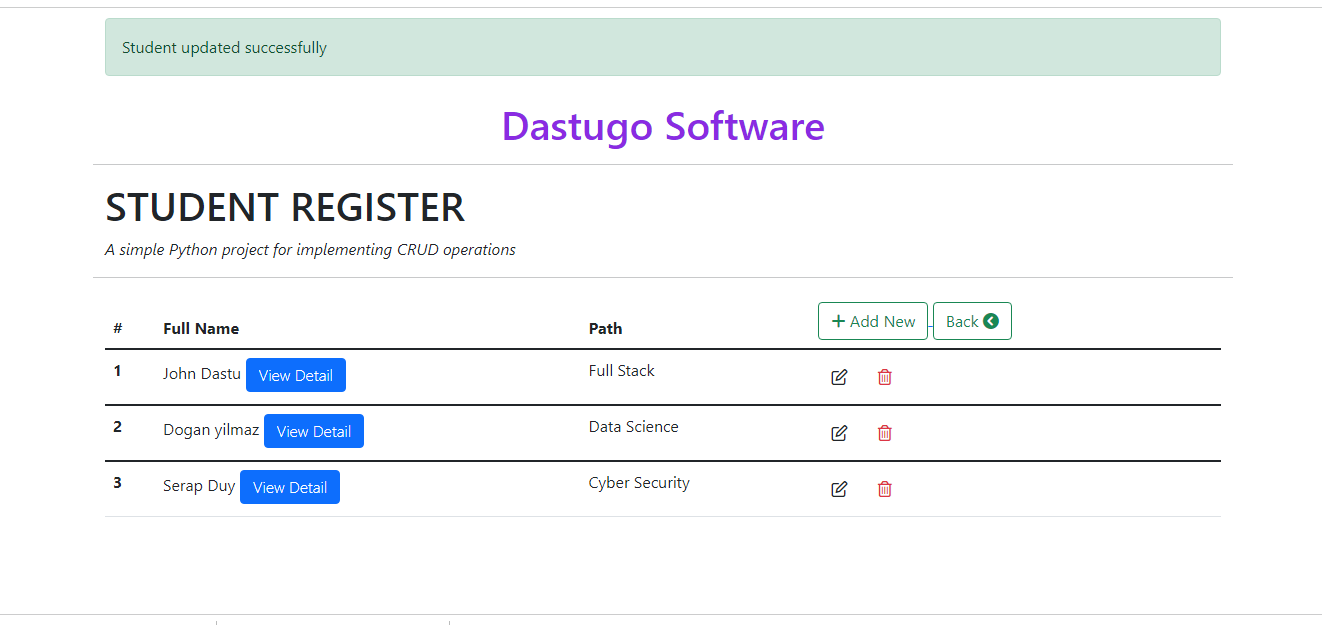 Student updated successfully
Dastugo Software
STUDENT REGISTER
A simple Python project for implementing CRUD operations
# Full Name Path + Add New Back
1 John Dastu View Detail Full Stack
2 Dogan yilmaz View Detail Data Science
3 Serap Duy View Detail Cyber Security